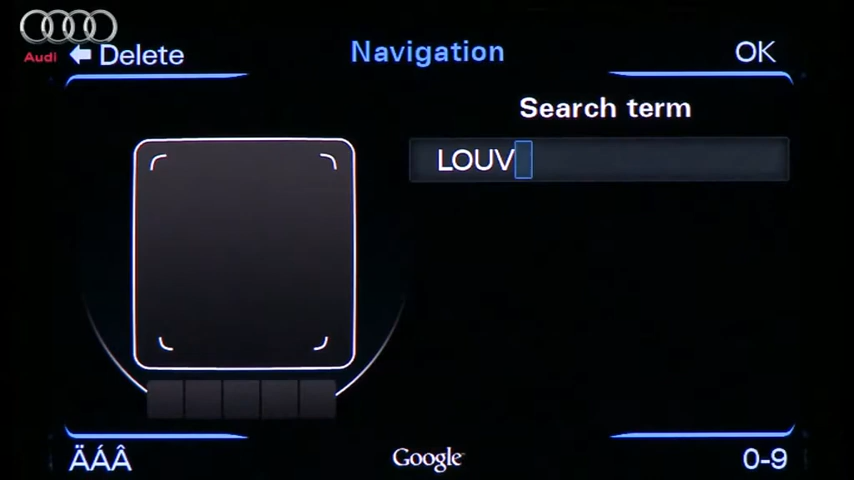 Audi
Delete
Navigation
OK
Search term
LOUV
ÄÁÂ
Google
0-9